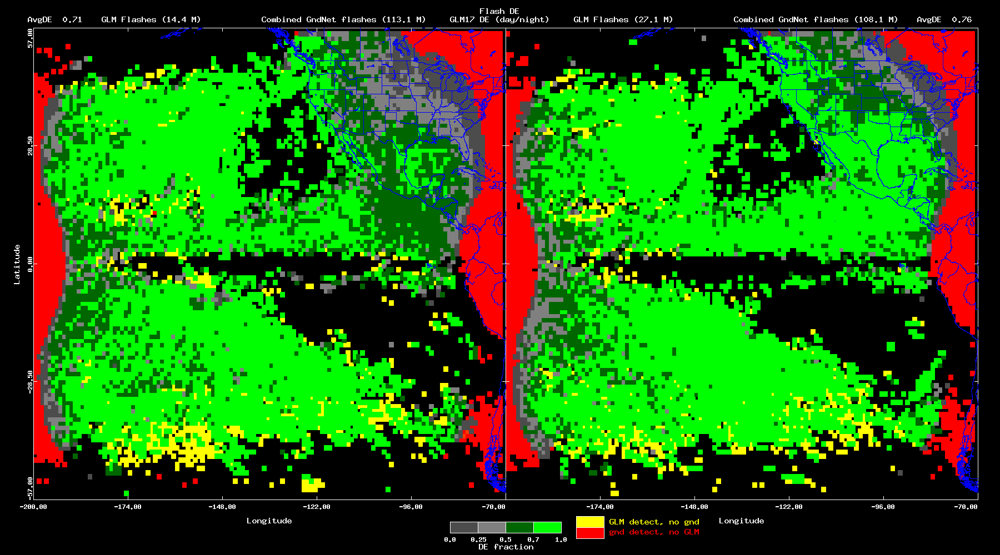 Flash DE
AvgDE 0.71 GLM Flashes (14.4 M) Combined GndNet flashes (113.1 M) GLM17 DE (day/night) GLM Flashes (27.1 M) Combined GndNet flashes (108.1 M) AvgDE 0.76
57.00
28.50
0.00
-28.50
-57.00
Latitude
-200.00 -174.00 -148.00 -122.00 -96.00 -70.00 -174.00 -148.00 -122.00 -96.00 -70.00
Longitude Longitude
GLM detect, no gnd
gnd detect, no GLM
0.0 0.25 0.5 0.7 1.0
DE fraction